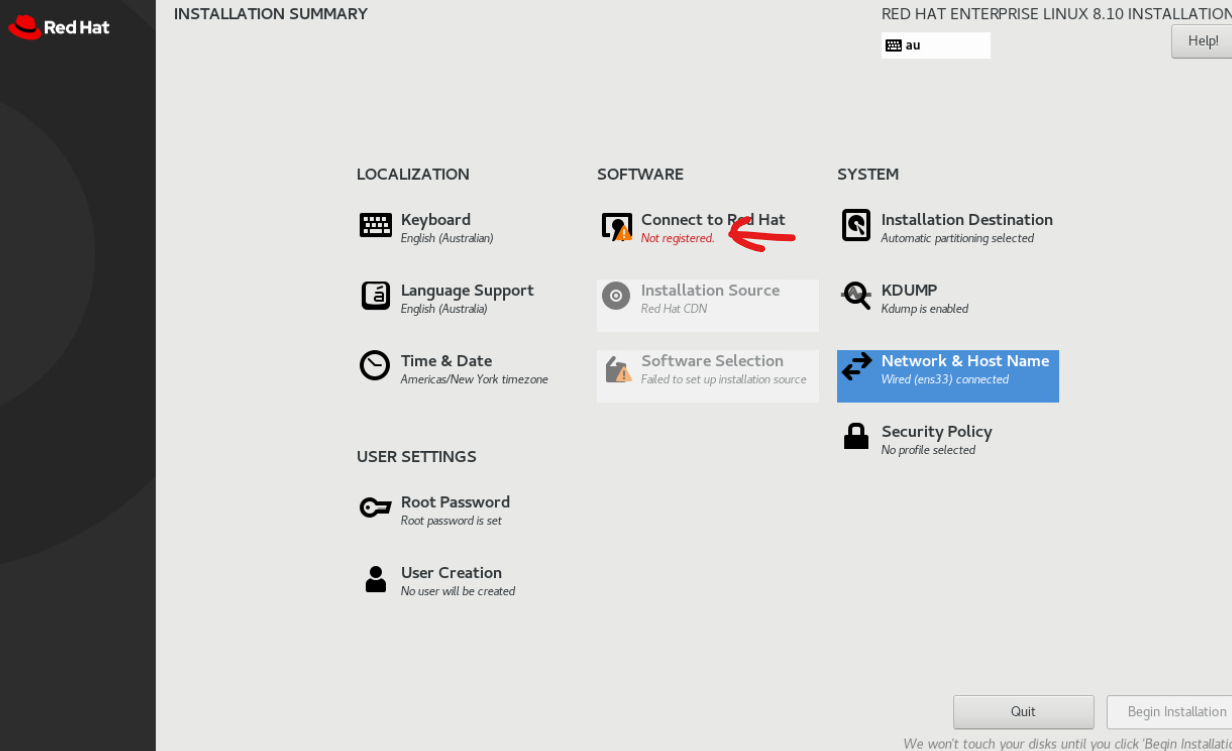 Red Hat
INSTALLATION SUMMARY
RED HAT ENTERPRISE LINUX 8.10 INSTALLATION
au
Help!
LOCALIZATION
Keyboard
English (Australian)
Language Support
English (Australia)
Time & Date
Americas/New York timezone
SOFTWARE
Connect to Red Hat
Not registered.
Installation Source
Red Hat CDN
Software Selection
Failed to set up installation source
SYSTEM
Installation Destination
Automatic partitioning selected
KDUMP
Kdump is enabled
Network & Host Name
Wired (ens33) connected
Security Policy
No profile selected
USER SETTINGS
Root Password
Root password is set
User Creation
No user will be created
Quit
Begin Installation
We won't touch your disks until you click 'Begin Installatio